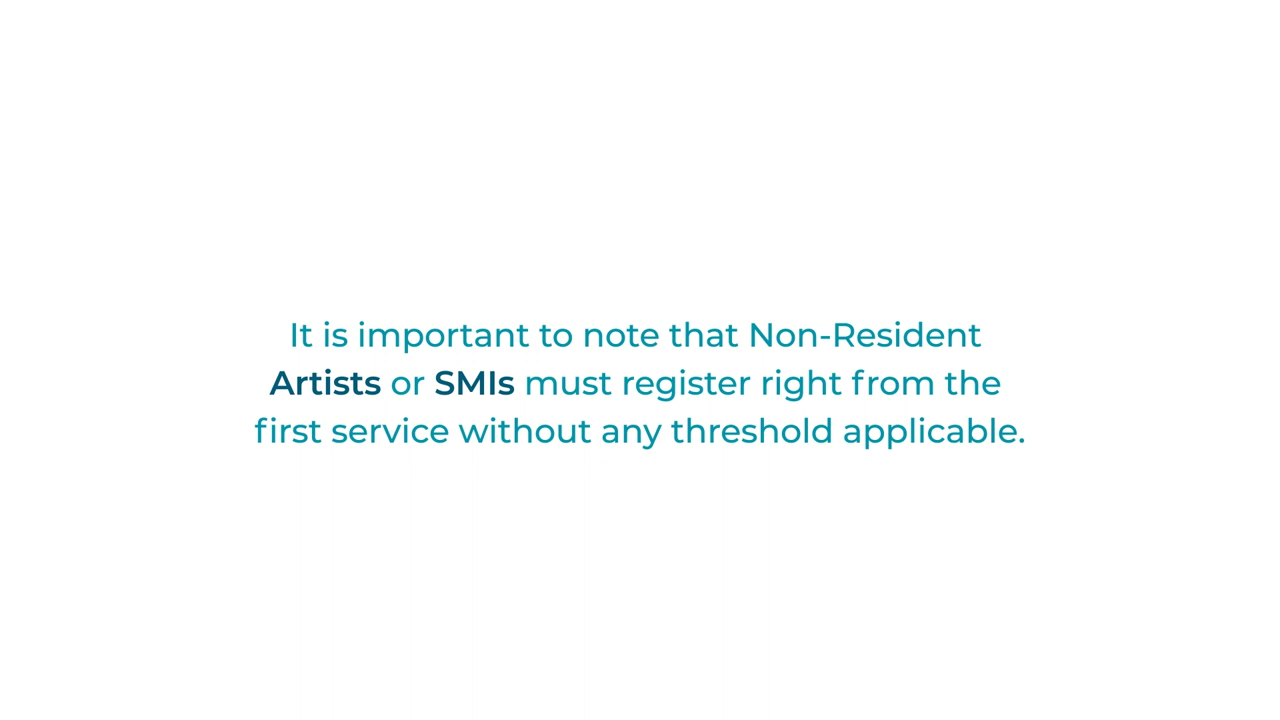 It is important to note that Non-Resident
Artists or SMIs must register right from the
first service without any threshold applicable.